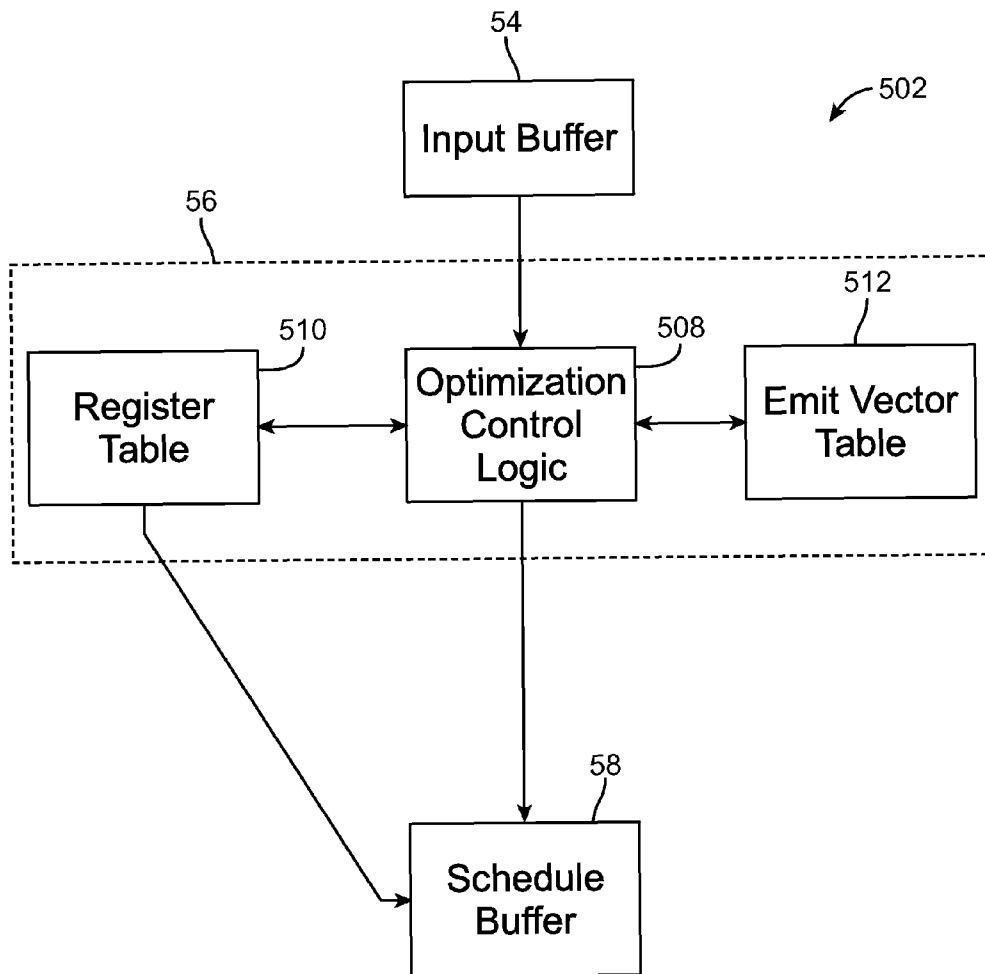 54
502
Input Buffer
56
510
508
512
Register
Table
Optimization
Control
Logic
Emit Vector
Table
58
Schedule
Buffer